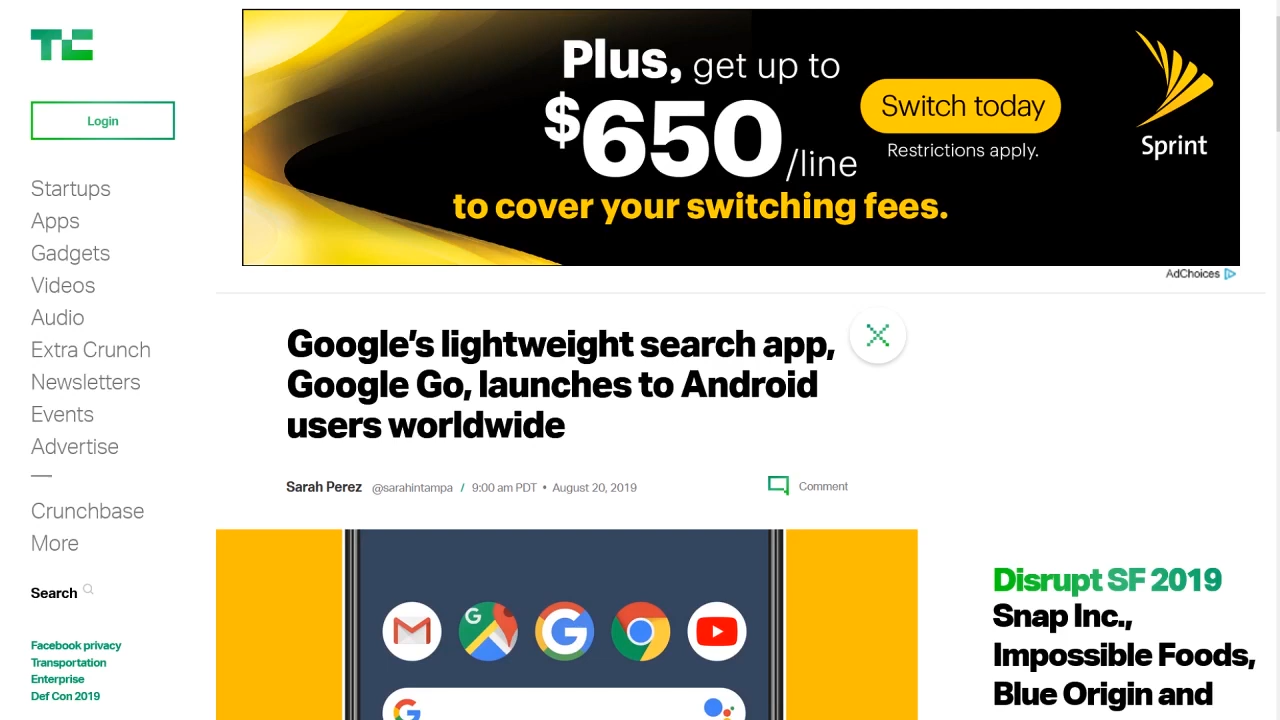 TC
Login
Startups
Apps
Gadgets
Videos
Audio
Extra Crunch
Newsletters
Events
Advertise
—
Crunchbase
More
Search
Facebook privacy
Transportation
Enterprise
Def Con 2019
Plus, get up to
$650/line
to cover your switching fees.
Switch today
Restrictions apply.
Sprint
AdChoices
Google’s lightweight search app,
Google Go, launches to Android
users worldwide
Sarah Perez @sarahintampa / 9:00 am PDT • August 20, 2019
Comment
G
G
G
Disrupt SF 2019
Snap Inc.,
Impossible Foods,
Blue Origin and